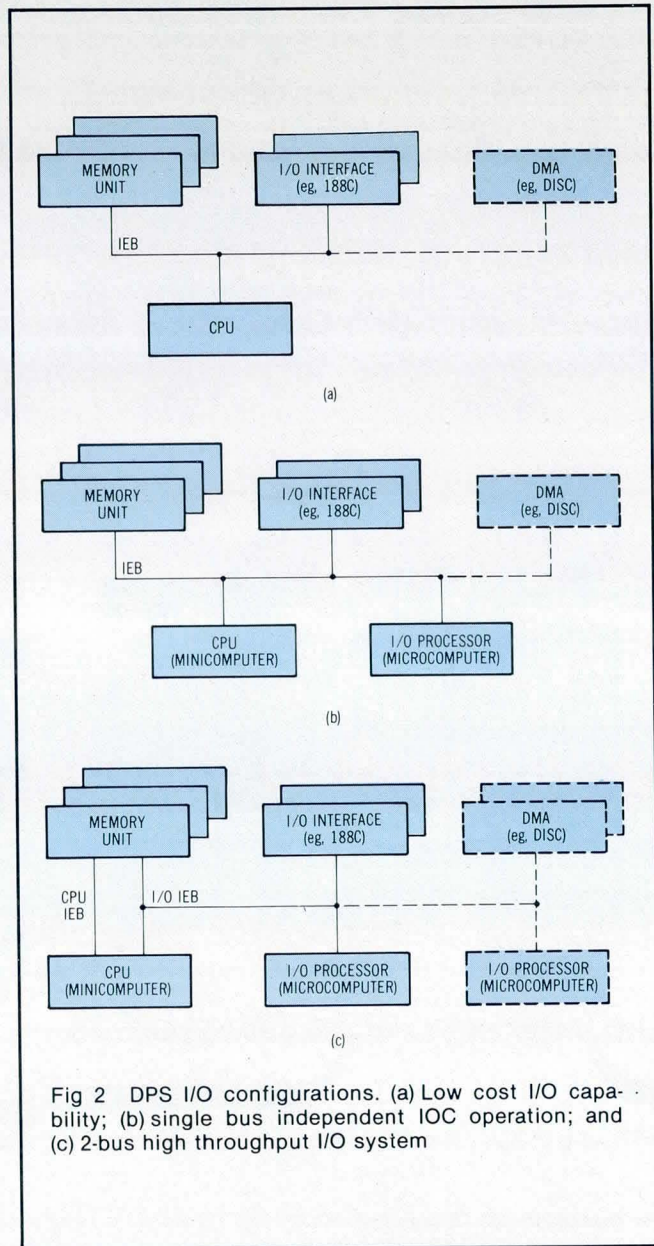 MEMORY
UNIT
I/O INTERFACE
(eg, 188C)
DMA
(eg, DISC)
IEB
CPU
(a)
MEMORY
UNIT
I/O INTERFACE
(eg, 188C)
DMA
(eg, DISC)
IEB
CPU
(MINICOMPUTER)
I/O PROCESSOR
(MICROCOMPUTER)
(b)
MEMORY
UNIT
I/O INTERFACE
(eg, 188C)
DMA
(eg, DISC)
CPU
IEB
I/O IEB
CPU
(MINICOMPUTER)
I/O PROCESSOR
(MICROCOMPUTER)
I/O PROCESSOR
(MICROCOMPUTER)
(c)
Fig 2 DPS I/O configurations. (a) Low cost I/O capa-
bility; (b) single bus independent IOC operation; and
(c) 2-bus high throughput I/O system